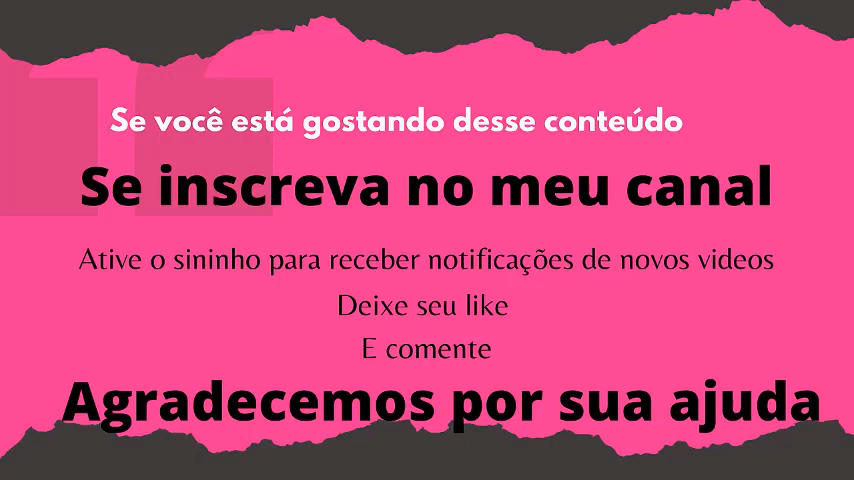 Se você está gostando desse conteúdo
Se inscreva no meu canal
Ative o sininho para receber notificações de novos videos
Deixe seu like
E comente
Agradecemos por sua ajuda